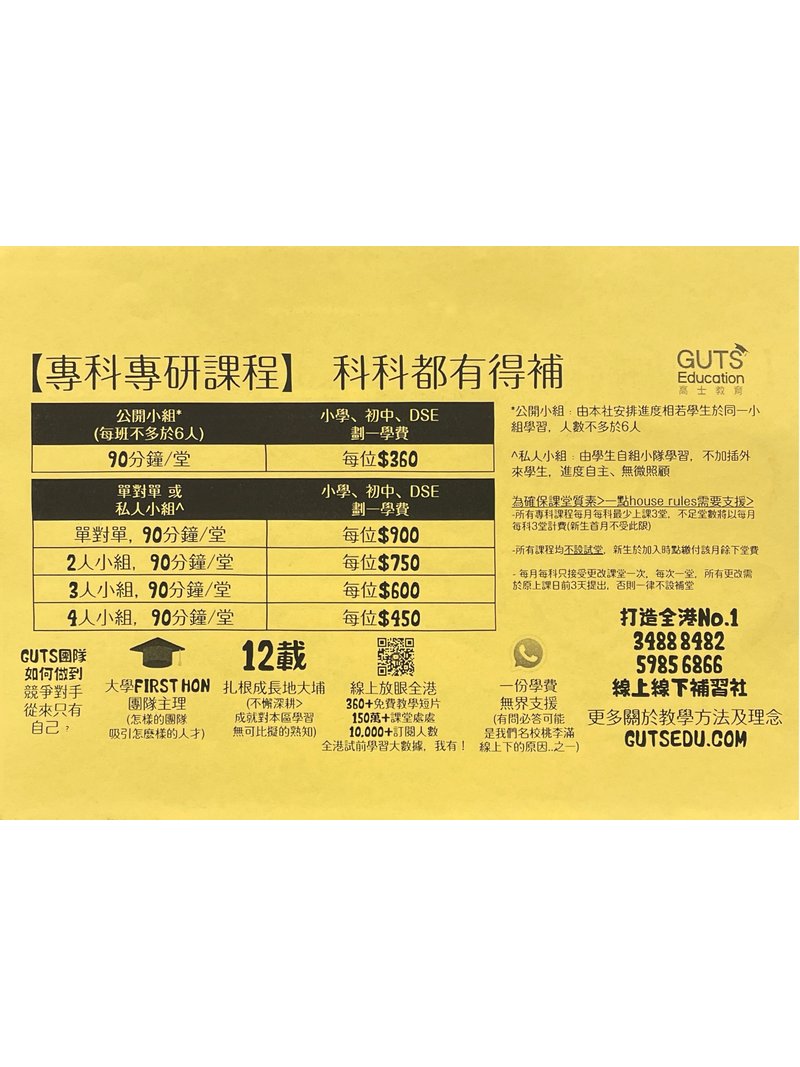 【專科專研課程】 科科都有得補
GUTS
Education
高士教育
公開小組*
(每班不多於6人)
小學、初中、DSE
劃一學費
90分鐘/堂
每位$360
單對單 或
私人小組^
小學、初中、DSE
劃一學費
單對單, 90分鐘/堂
每位$900
2人小組, 90分鐘/堂
每位$750
3人小組, 90分鐘/堂
每位$600
4人小組, 90分鐘/堂
每位$450
*公開小組﹕由本社安排進度相若學生於同一小
組學習，人數不多於6人
^私人小組﹕由學生自組小隊學習，不加插外
來學生，進度自主、無微照顧
為確保課堂質素>一點house rules需要支援>
-所有專科課程每月每科最少上課3堂，不足堂數將以每月
每科3堂計費(新生首月不受此限)
-所有課程均不設試堂，新生於加入時點繳付該月餘下堂費
- 每月每科只接受更改課堂一次，每次一堂，所有更改需
於原上課日前3天提出，否則一律不設補堂
GUTS團隊
如何做到
競爭對手
從來只有
自己，
大學FIRST HON
團隊主理
(怎樣的團隊
吸引怎麼樣的人才)
12載
扎根成長地大埔
(不懈深耕>
成就對本區學習
無可比擬的熟知)
線上放眼全港
360+免費教學短片
150萬+課堂處處
10,000+訂閱人數
全港試前學習大數據，我有！
一份學費
無界支援
(有問必答可能
是我們名校桃李滿
線上下的原因..之一)
打造全港No.1
3488 8482
5985 6866
線上線下補習社
更多關於教學方法及理念
GUTSEDU.COM